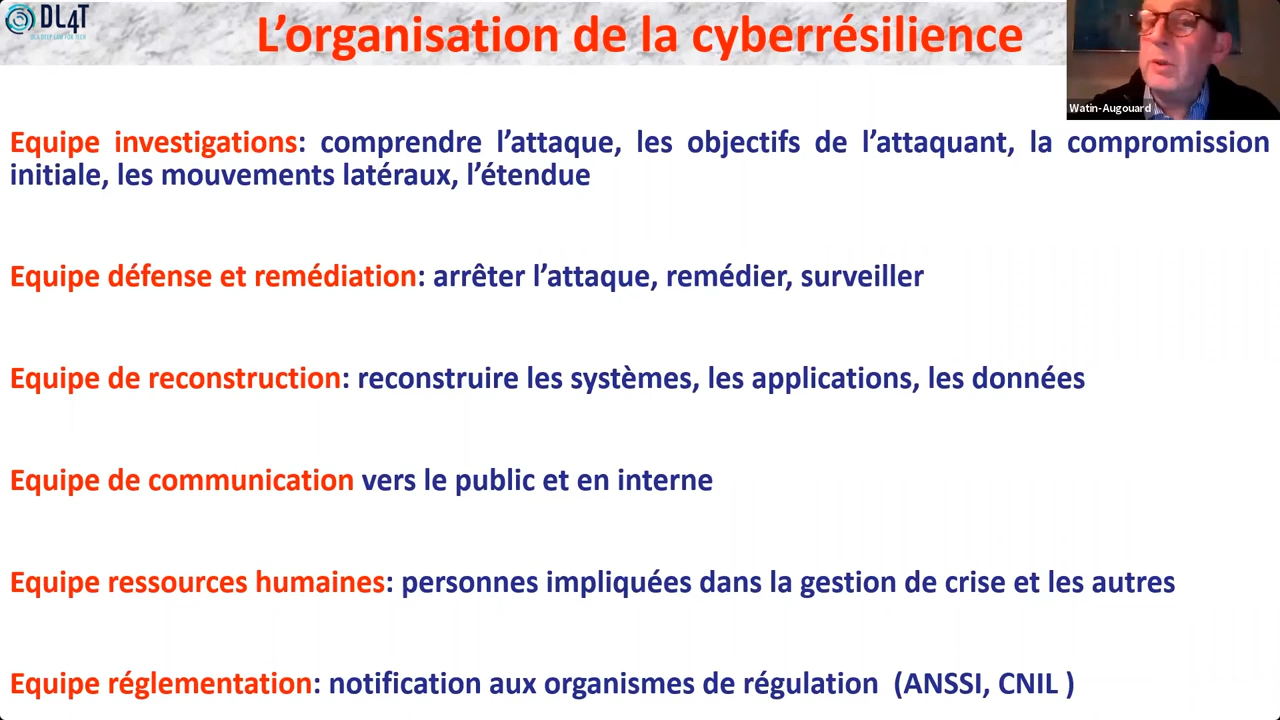 DL4T
L’organisation de la cyberrésilience
Watin-Augouard
Equipe investigations: comprendre l’attaque, les objectifs de l’attaquant, la compromission
initiale, les mouvements latéraux, l’étendue
Equipe défense et remédiation: arrêter l’attaque, remédier, surveiller
Equipe de reconstruction: reconstruire les systèmes, les applications, les données
Equipe de communication vers le public et en interne
Equipe ressources humaines: personnes impliquées dans la gestion de crise et les autres
Equipe réglementation: notification aux organismes de régulation  (ANSSI, CNIL )